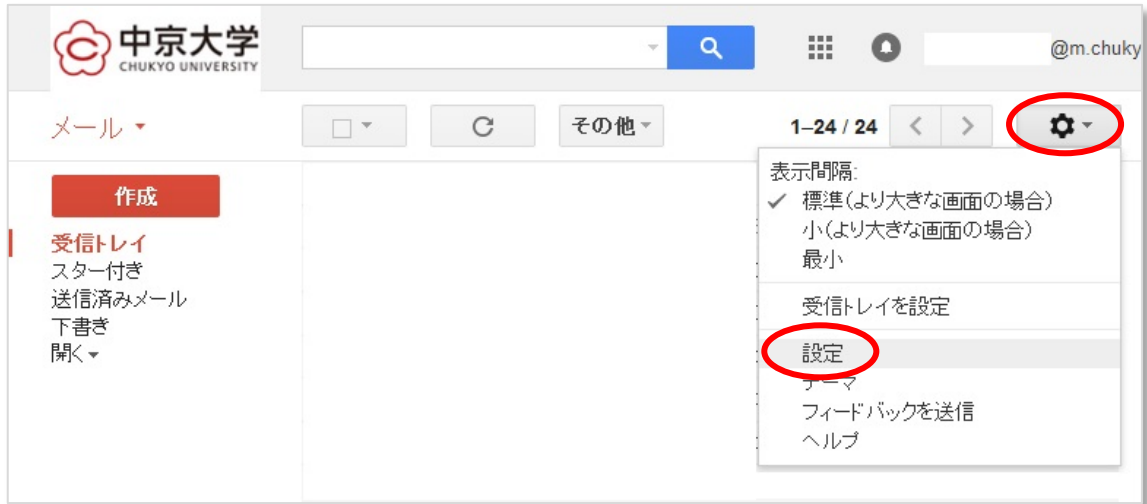 中京大学
CHUKYO UNIVERSITY
@m.chuky
メール
その他
1–24 / 24
作成
受信トレイ
スター付き
送信済みメール
下書き
開く
表示間隔:
標準(より大きな画面の場合)
小(より大きな画面の場合)
最小
受信トレイを設定
設定
テーマ
フィードバックを送信
ヘルプ